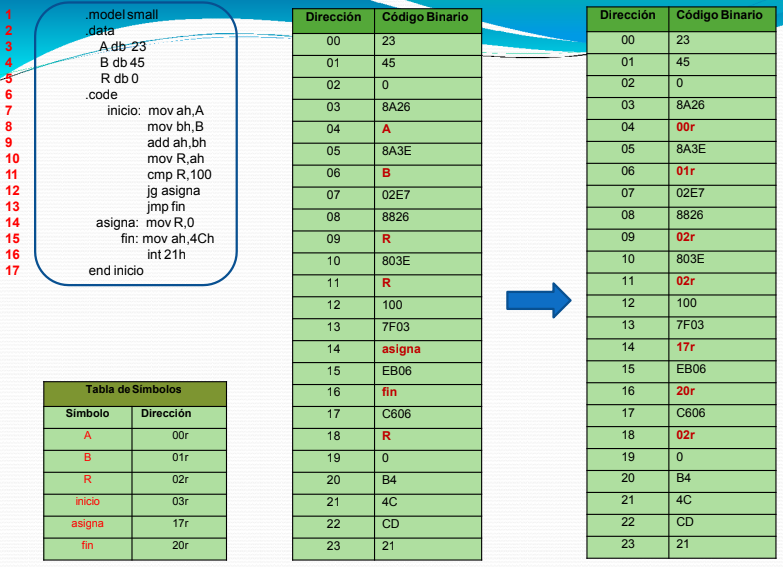 1 .model small
2 .data
3 A db 23
4 B db 45
5 R db 0
6 .code
7 inicio: mov ah,A
8 mov bh,B
9 add ah,bh
10 mov R,ah
11 cmp R,100
12 jg asigna
13 jmp fin
14 asigna: mov R,0
15 fin: mov ah,4Ch
16 int 21h
17 end inicio
Tabla de Símbolos
Símbolo Dirección
A 00r
B 01r
R 02r
inicio 03r
asigna 17r
fin 20r
Dirección Código Binario
00 23
01 45
02 0
03 8A26
04 A
05 8A3E
06 B
07 02E7
08 8826
09 R
10 803E
11 R
12 100
13 7F03
14 asigna
15 EB06
16 fin
17 C606
18 R
19 0
20 B4
21 4C
22 CD
23 21
Dirección Código Binario
00 23
01 45
02 0
03 8A26
04 00r
05 8A3E
06 01r
07 02E7
08 8826
09 02r
10 803E
11 02r
12 100
13 7F03
14 17r
15 EB06
16 20r
17 C606
18 02r
19 0
20 B4
21 4C
22 CD
23 21